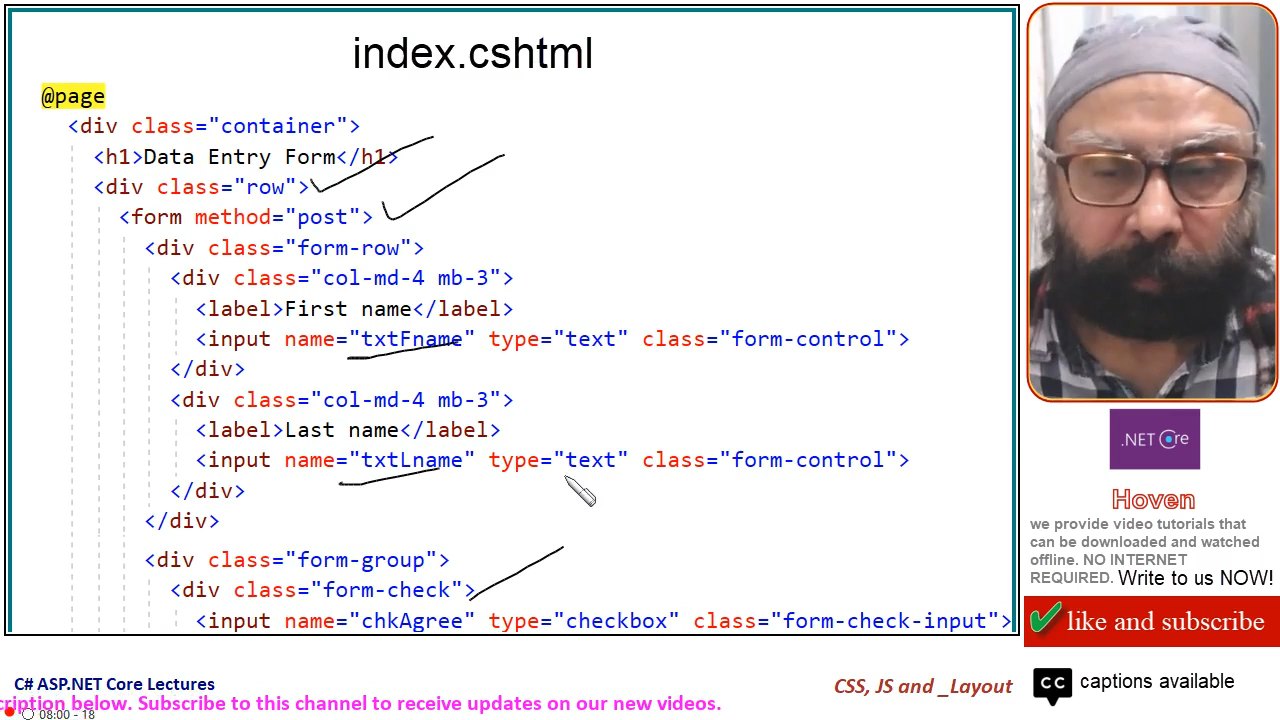 index.cshtml
@page
<div class="container">
<h1>Data Entry Form</h1>
<div class="row">
<form method="post">
<div class="form-row">
<div class="col-md-4 mb-3">
<label>First name</label>
<input name="txtFname" type="text" class="form-control">
</div>
<div class="col-md-4 mb-3">
<label>Last name</label>
<input name="txtLname" type="text" class="form-control">
</div>
</div>
<div class="form-group">
<div class="form-check">
<input name="chkAgree" type="checkbox" class="form-check-input">
.NET Core
Hoven
we provide video tutorials that
can be downloaded and watched
offline. NO INTERNET
REQUIRED. Write to us NOW!
like and subscribe
C# ASP.NET Core Lectures
CSS, JS and _Layout
CC captions available
cription below. Subscribe to this channel to receive updates on our new videos.
08:00 - 18